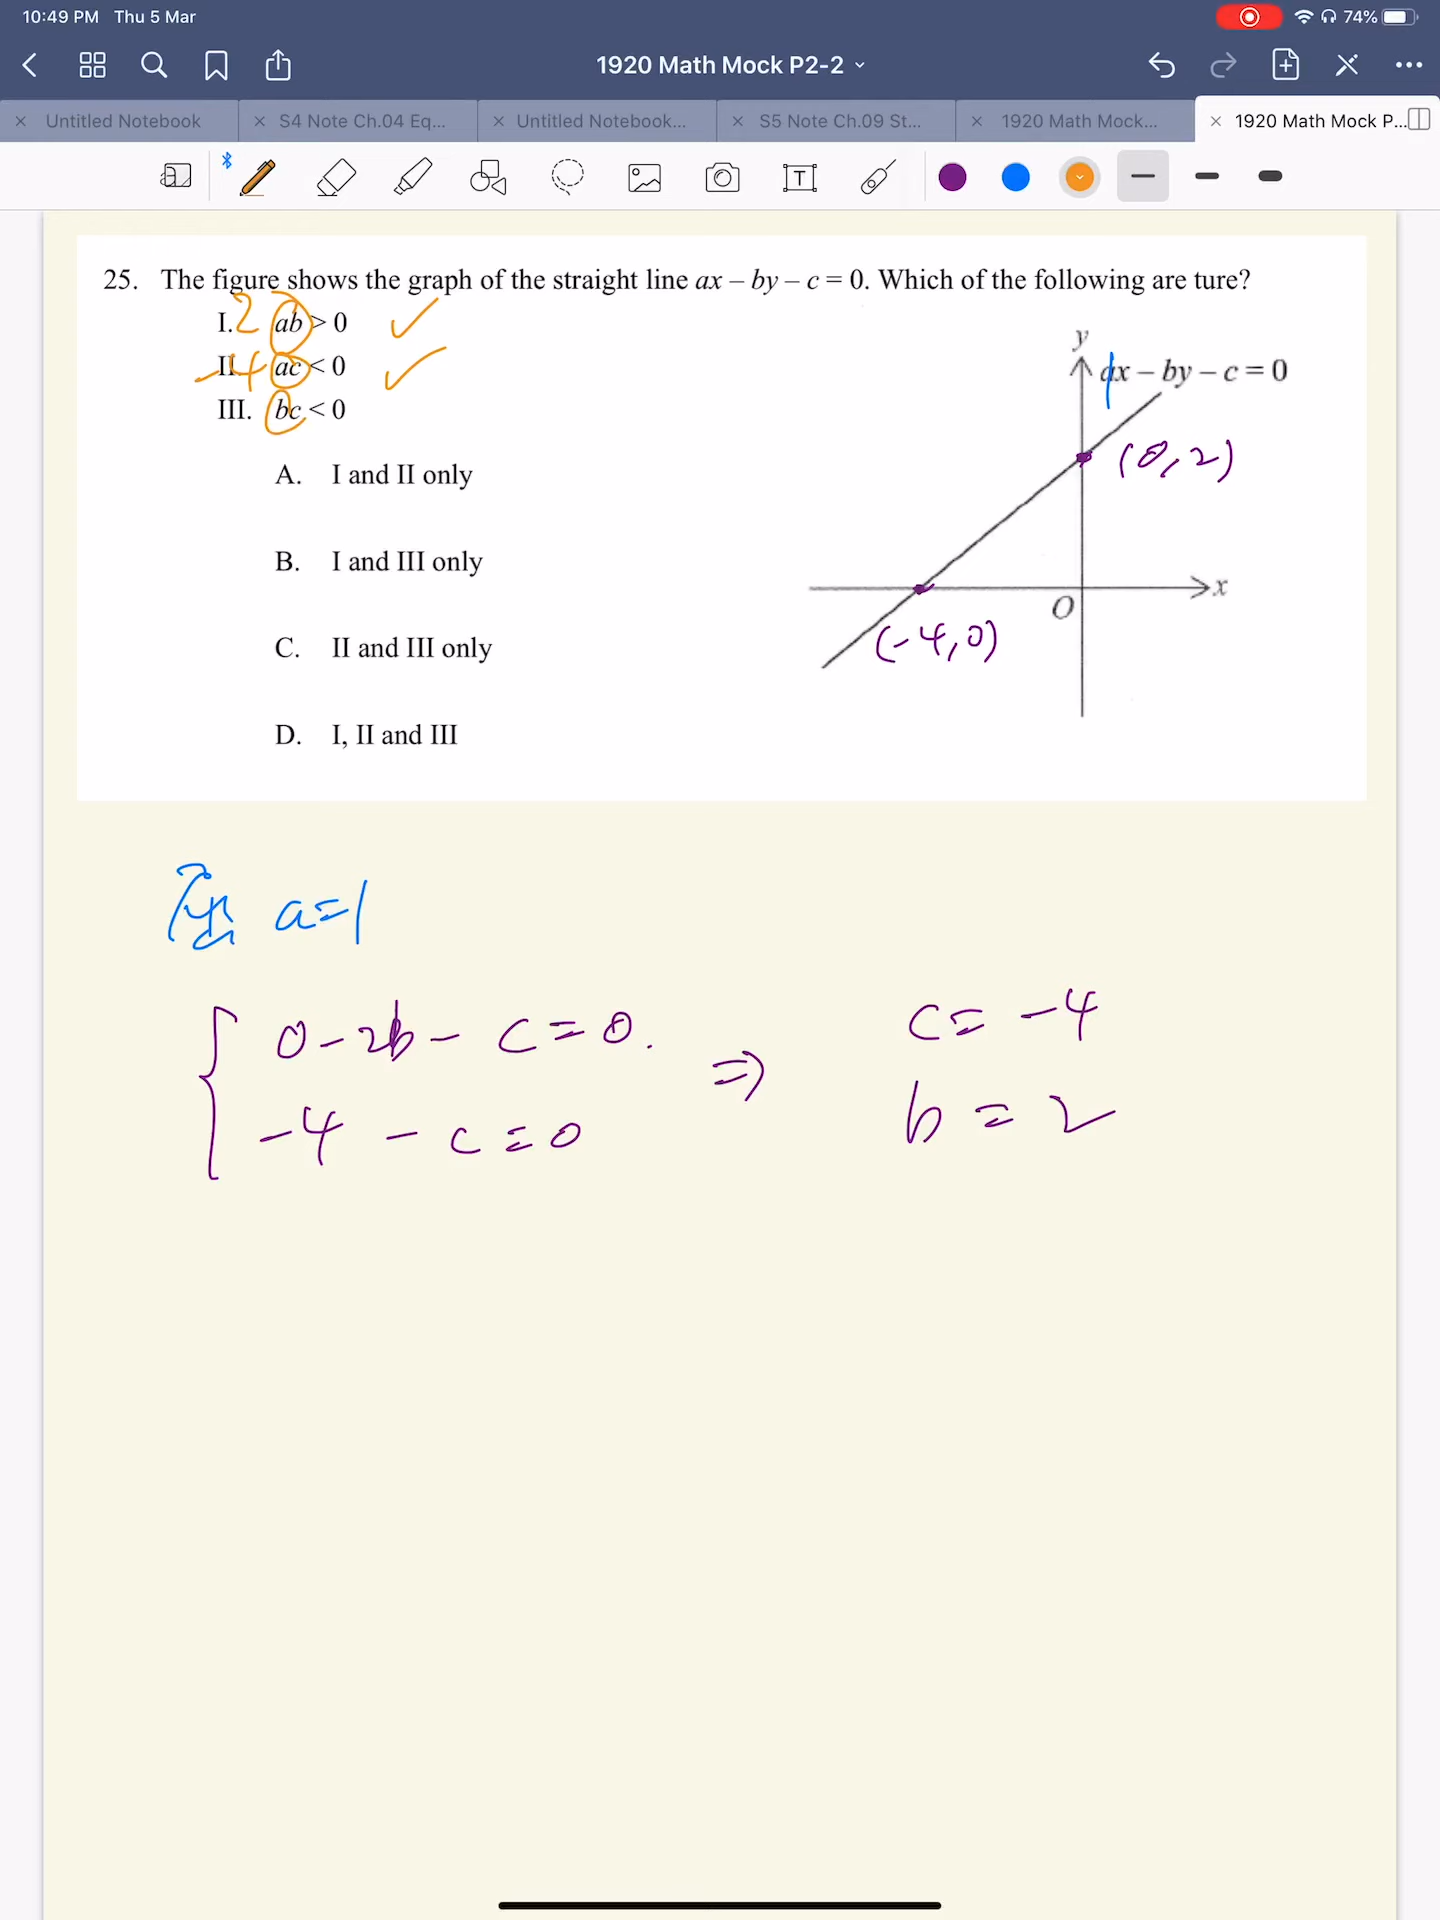 10:49 PM Thu 5 Mar 74%
1920 Math Mock P2-2
Untitled Notebook
S4 Note Ch.04 Eq...
Untitled Notebook...
S5 Note Ch.09 St...
1920 Math Mock...
1920 Math Mock P...
25. The figure shows the graph of the straight line ax – by – c = 0. Which of the following are ture?
I. 2 ab > 0 ✓
II. -4 ac < 0 ✓
III. bc < 0
A. I and II only
B. I and III only
C. II and III only
D. I, II and III
y
ax – by – c = 0
(0,2)
x
O
(-4,0)
a=1
0-2b-c=0.
-4-c=0
⇒
c=-4
b=2